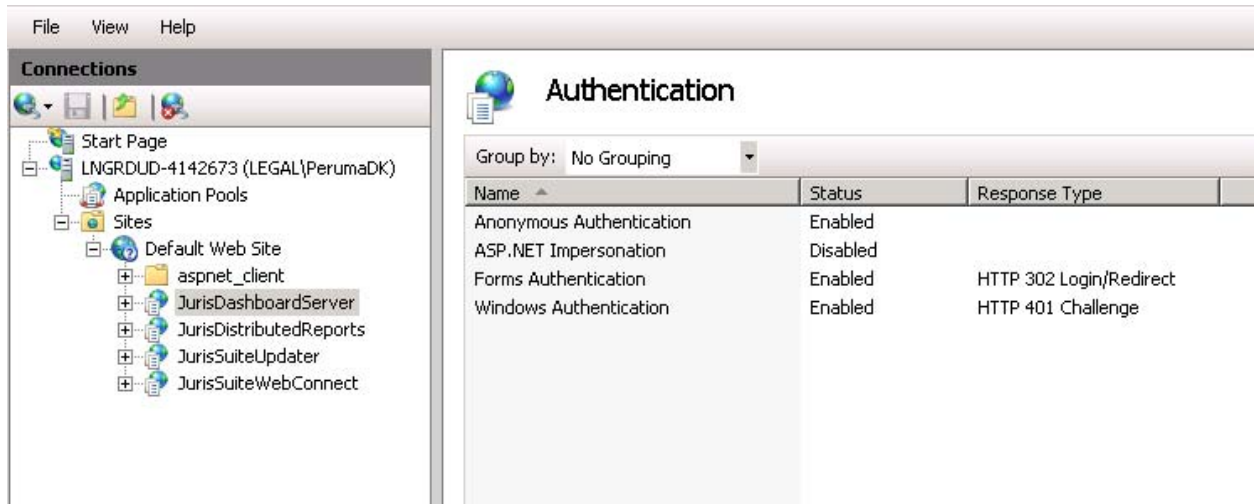 File View Help
Connections
Start Page
LNGRDUD-4142673 (LEGAL\PerumaDK)
Application Pools
Sites
Default Web Site
aspnet_client
JurisDashboardServer
JurisDistributedReports
JurisSuiteUpdater
JurisSuiteWebConnect
Authentication
Group by: No Grouping
Name Status Response Type
Anonymous Authentication Enabled
ASP.NET Impersonation Disabled
Forms Authentication Enabled HTTP 302 Login/Redirect
Windows Authentication Enabled HTTP 401 Challenge